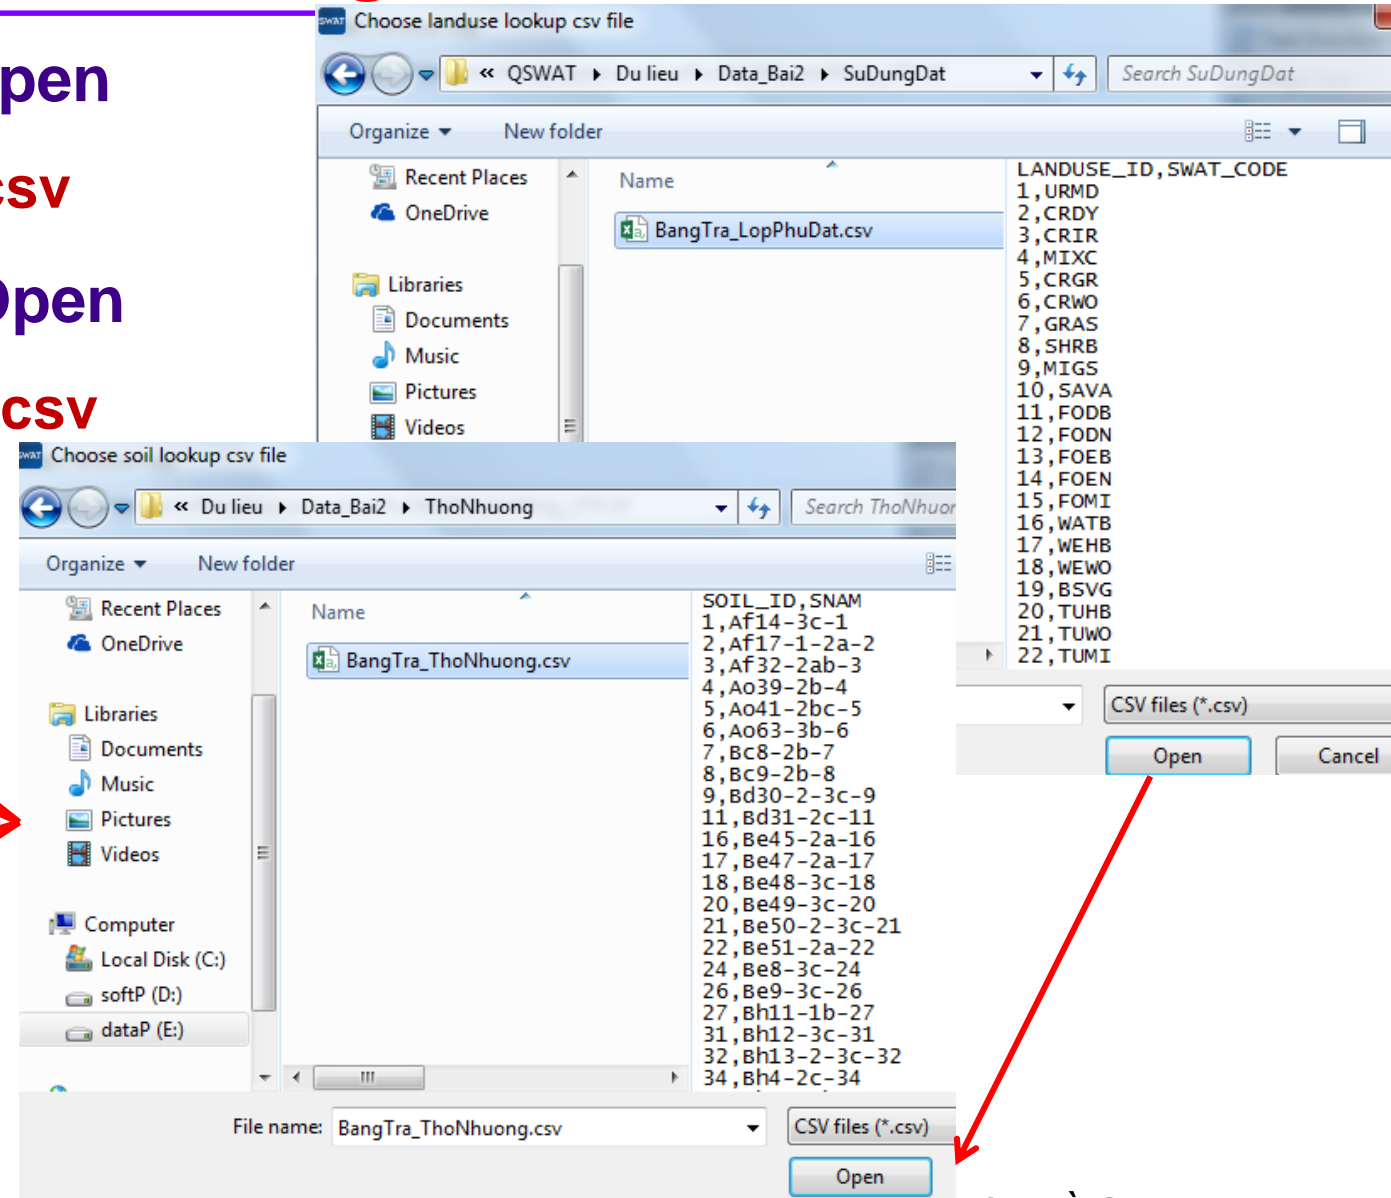 pen
csv
Open
csv
SWAT Choose landuse lookup csv file
« QSWAT Du lieu Data_Bai2 SuDungDat Search SuDungDat
Organize New folder
Recent Places
OneDrive
Libraries
Documents
Music
Pictures
Videos
Name
BangTra_LopPhuDat.csv
LANDUSE_ID,SWAT_CODE
1,URMD
2,CRDY
3,CRIR
4,MIXC
5,CRGR
6,CRWO
7,GRAS
8,SHRB
9,MIGS
10,SAVA
11,FODB
12,FODN
13,FOEB
14,FOEN
15,FOMI
16,WATB
17,WEHB
18,WEWO
19,BSVG
20,TUHB
21,TUWO
22,TUMI
CSV files (*.csv)
Open Cancel
SWAT Choose soil lookup csv file
« Du lieu Data_Bai2 ThoNhuong Search ThoNhuon
Organize New folder
Recent Places
OneDrive
Libraries
Documents
Music
Pictures
Videos
Computer
Local Disk (C:)
softP (D:)
dataP (E:)
Name
BangTra_ThoNhuong.csv
SOIL_ID,SNAM
1,Af14-3c-1
2,Af17-1-2a-2
3,Af32-2ab-3
4,Ao39-2b-4
5,Ao41-2bc-5
6,Ao63-3b-6
7,Bc8-2b-7
8,Bc9-2b-8
9,Bd30-2-3c-9
11,Bd31-2c-11
16,Be45-2a-16
17,Be47-2a-17
18,Be48-3c-18
20,Be49-3c-20
21,Be50-2-3c-21
22,Be51-2a-22
24,Be8-3c-24
26,Be9-3c-26
27,Bh11-1b-27
31,Bh12-3c-31
32,Bh13-2-3c-32
34,Bh4-2c-34
File name: BangTra_ThoNhuong.csv CSV files (*.csv)
Open